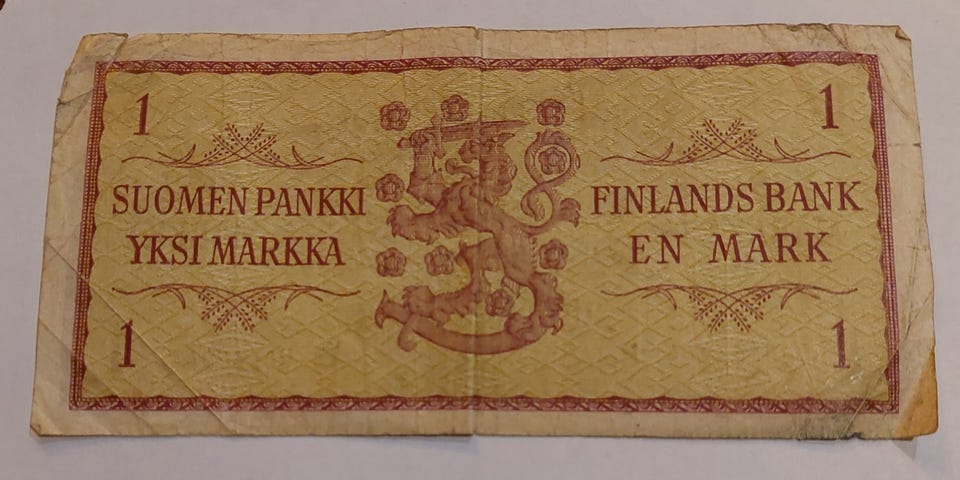 1
1
SUOMEN PANKKI
FINLANDS BANK
YKSI MARKKA
EN MARK
1
1